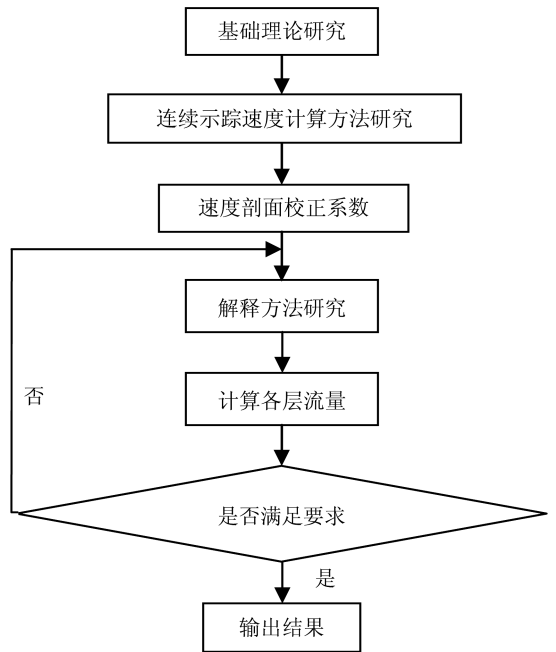 基础理论研究
连续示踪速度计算方法研究
速度剖面校正系数
解释方法研究
计算各层流量
否
是否满足要求
是
输出结果